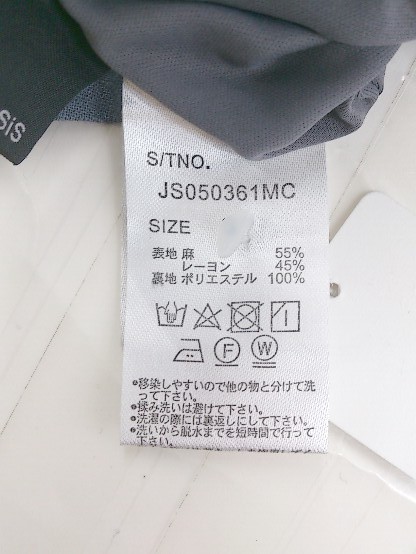 sis
S/TNO.
JS050361MC
SIZE
表地 麻 55%
レーヨン 45%
裏地 ポリエステル 100%
F W
•移染しやすいので他の物と分けて洗
って下さい。
•揉み洗いは避けて下さい。
•洗濯の際には裏返しにして下さい。
•洗いから脱水までを短時間で行って
下さい。